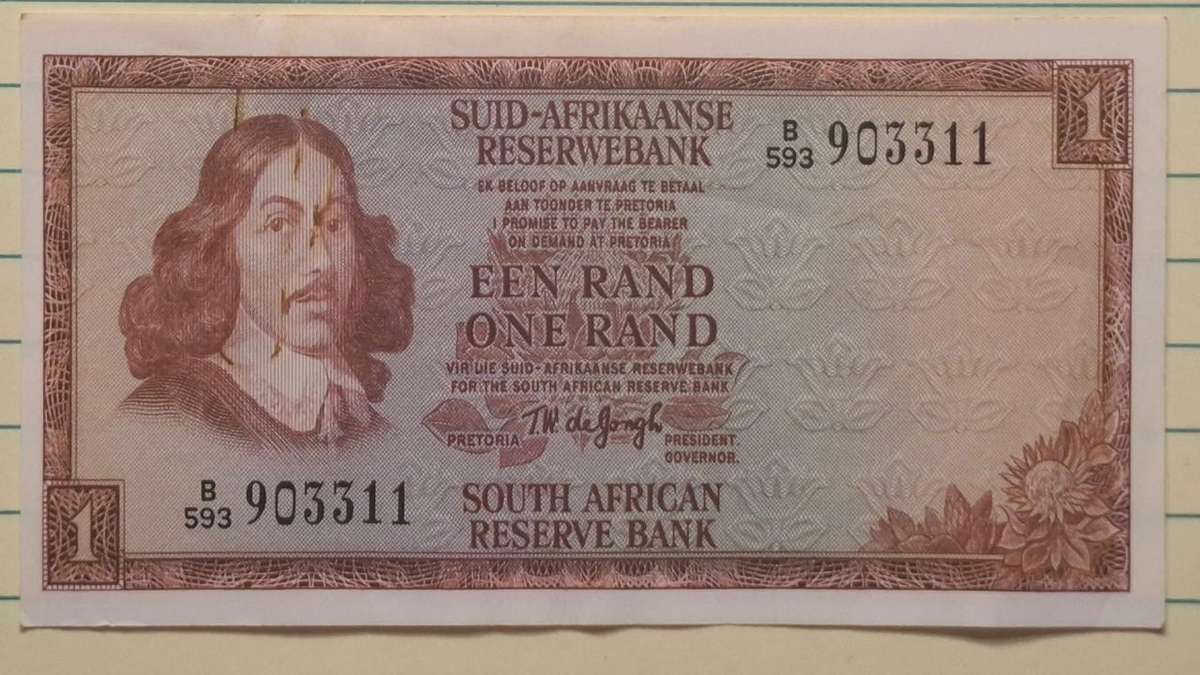 1
SUID-AFRIKAANSE
RESERWEBANK
B
593 903311
EK BELOOF OP AANVRAAG TE BETAAL
AAN TOONDER TE PRETORIA
I PROMISE TO PAY THE BEARER
ON DEMAND AT PRETORIA
EEN RAND
ONE RAND
VIR DIE SUID-AFRIKAANSE RESERWEBANK
FOR THE SOUTH AFRICAN RESERVE BANK
T.W. de Jongh
PRETORIA PRESIDENT.
GOVERNOR.
B
593 903311
SOUTH AFRICAN
RESERVE BANK
1